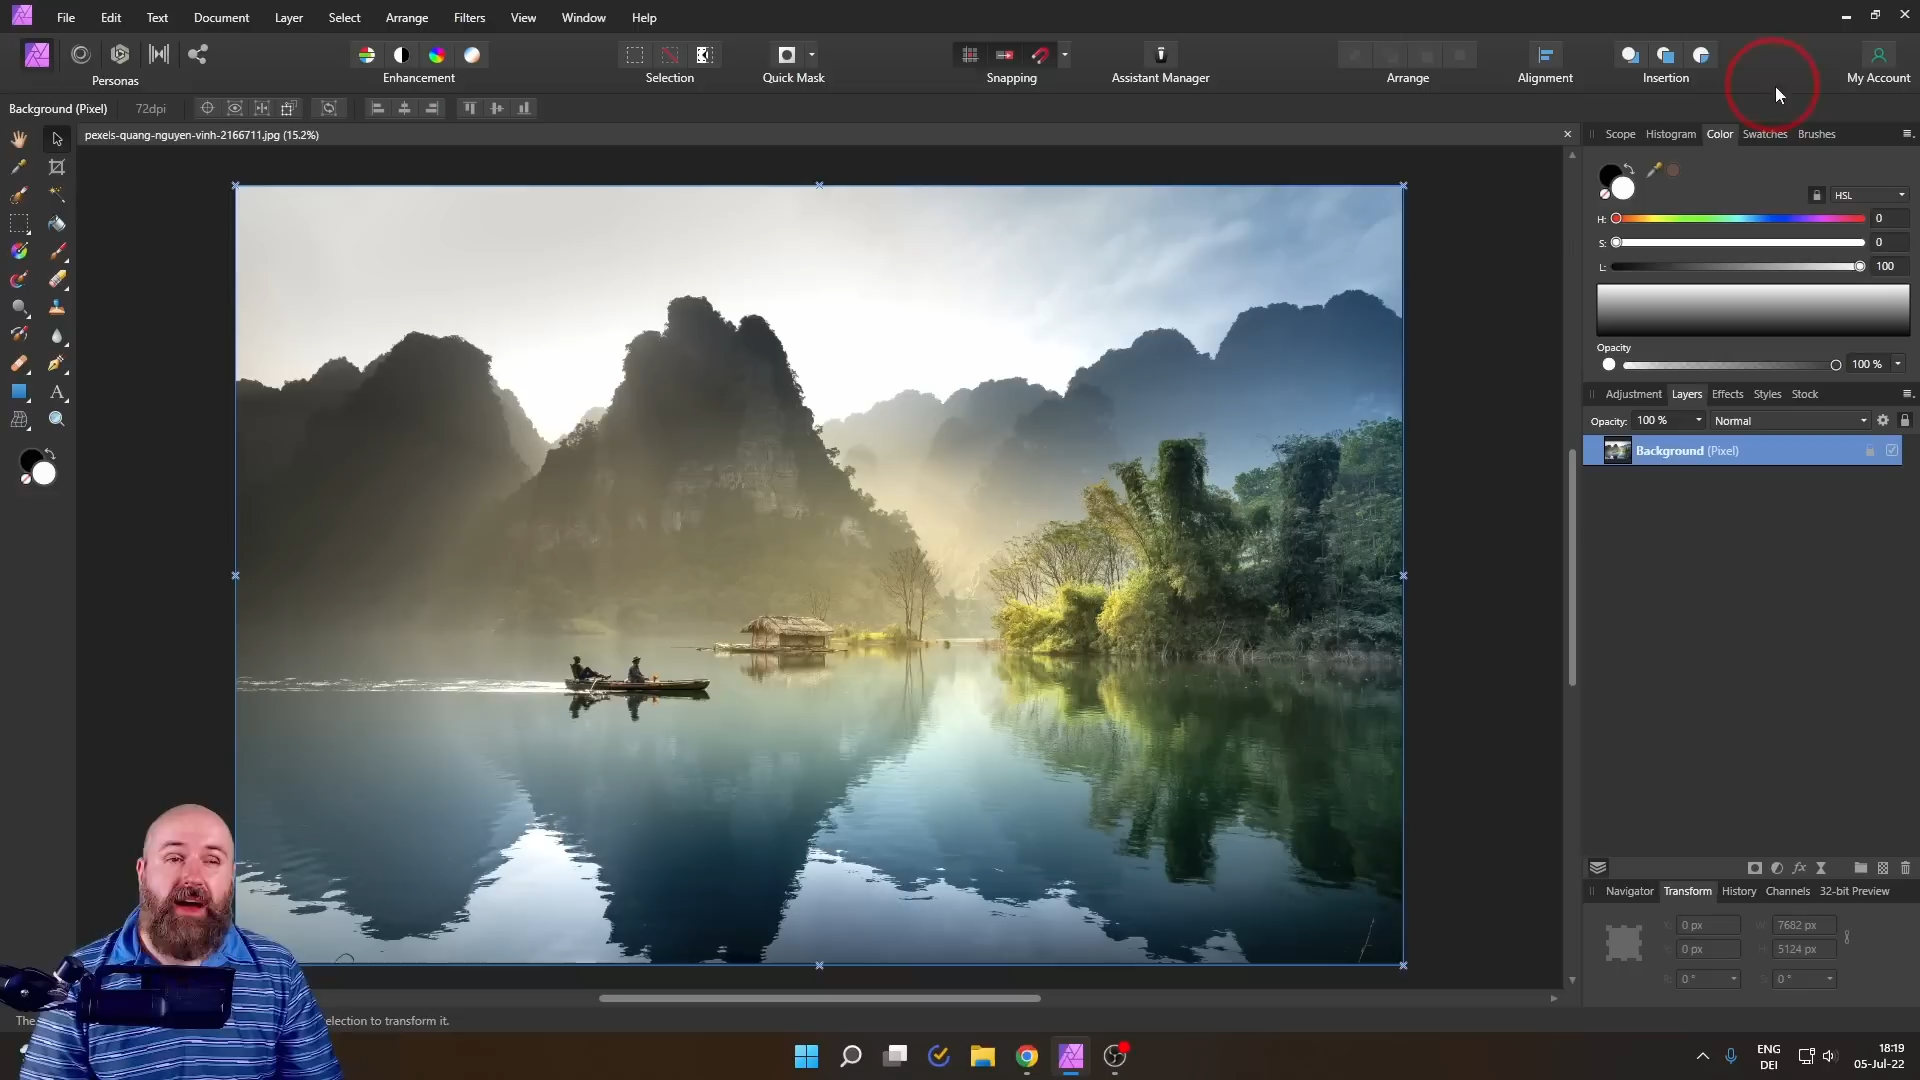 File Edit Text Document Layer Select Arrange Filters View Window Help
Personas Enhancement Selection Quick Mask Snapping Assistant Manager Arrange Alignment Insertion My Account
Background (Pixel) 72dpi
pexels-quang-nguyen-vinh-2166711.jpg (15.2%)
Scope Histogram Color Swatches Brushes
HSL
H: 0
S: 0
L: 100
Opacity
100 %
Adjustment Layers Effects Styles Stock
Opacity: 100 % Normal
Background (Pixel)
fx
Navigator Transform History Channels 32-bit Preview
X: 0 px W: 7682 px
Y: 0 px H: 5124 px
R: 0 ° S: 0 °
The
election to transform it.
ENG
DEI
18:19
05-Jul-22